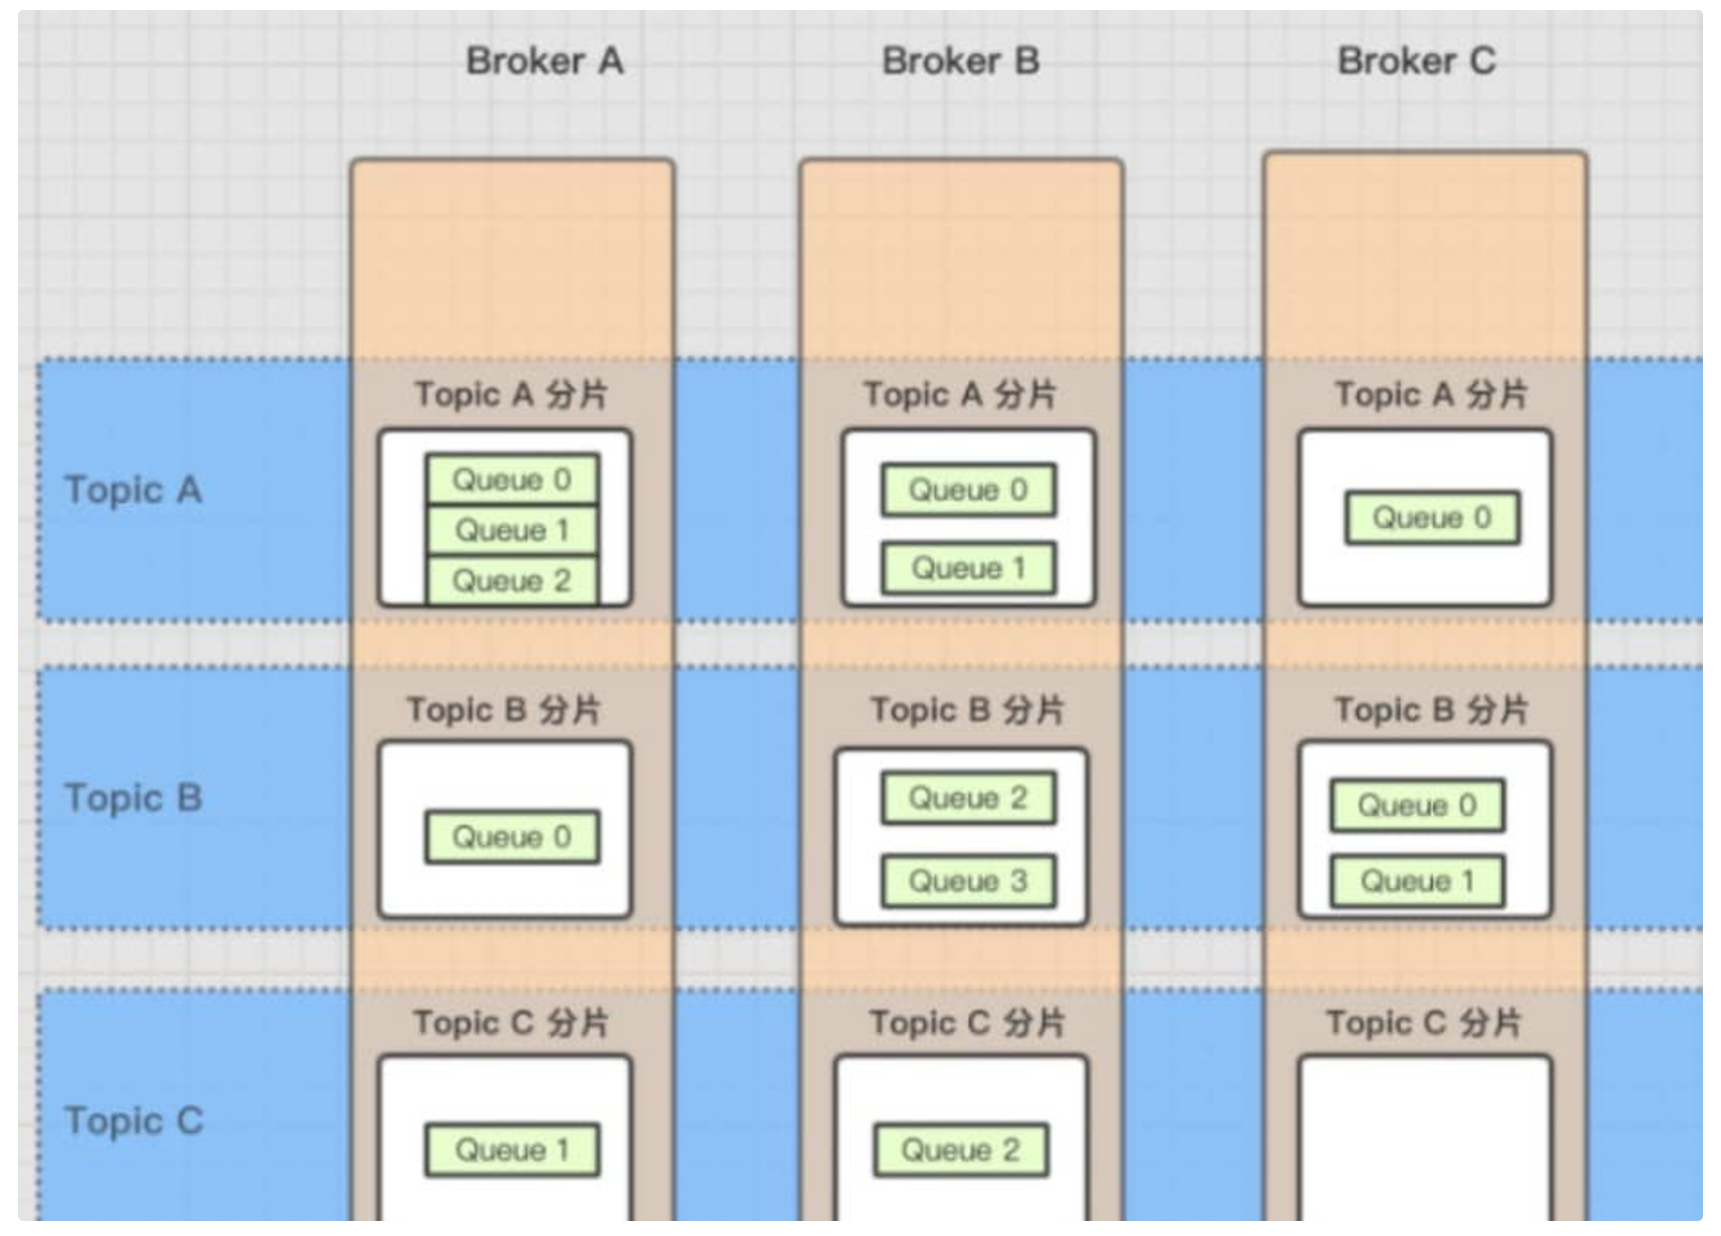 Broker A
Broker B
Broker C
Topic A 分片
Topic A 分片
Topic A 分片
Topic A
Queue 0
Queue 1
Queue 2
Queue 0
Queue 1
Queue 0
Topic B 分片
Topic B 分片
Topic B 分片
Topic B
Queue 0
Queue 2
Queue 3
Queue 0
Queue 1
Topic C 分片
Topic C 分片
Topic C 分片
Topic C
Queue 1
Queue 2